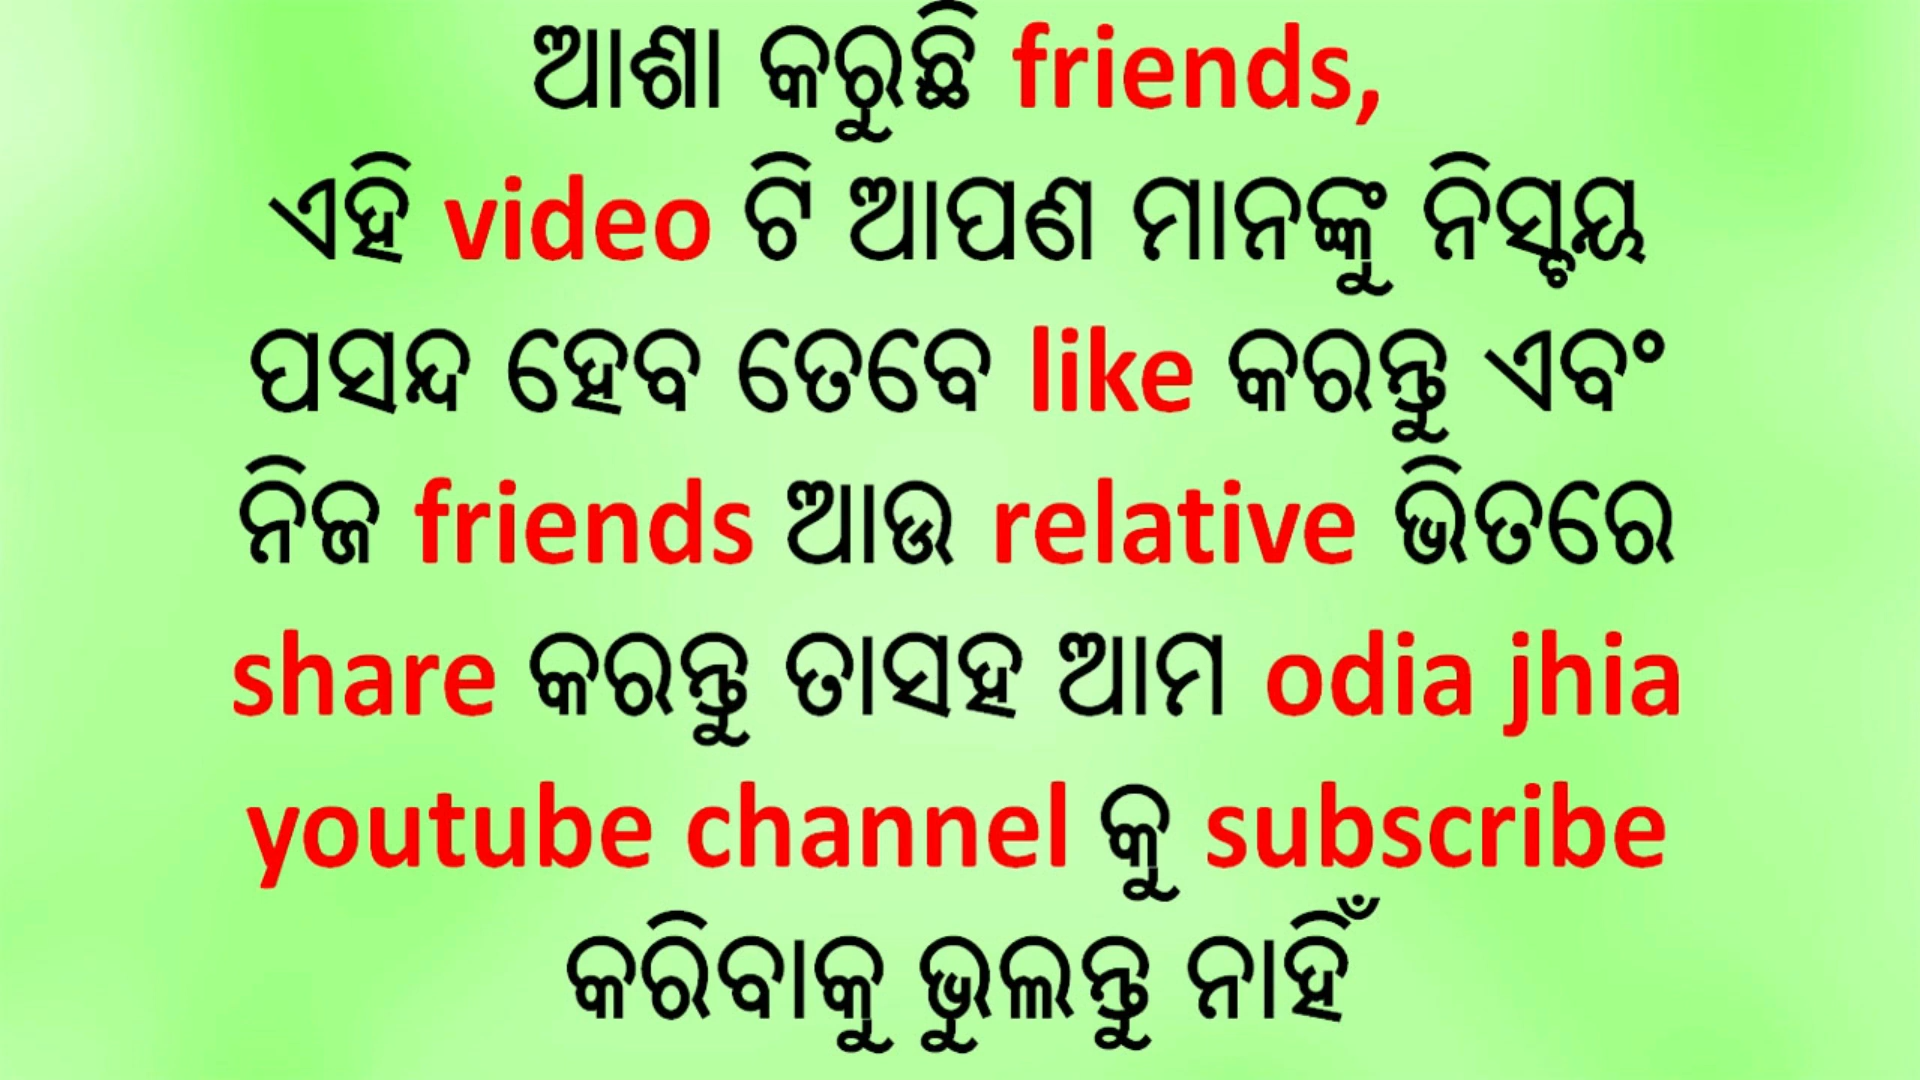 ଆଶା କରୁଛି friends,
ଏହି video ଟି ଆପଣ ମାନଙ୍କୁ ନିସ୍ଚୟ
ପସନ୍ଦ ହେବ ତେବେ like କରନ୍ତୁ ଏବଂ
ନିଜ friends ଆଉ relative ଭିତରେ
share କରନ୍ତୁ ତାସହ ଆମ odia jhia
youtube channel କୁ subscribe
କରିବାକୁ ଭୁଲନ୍ତୁ ନାହିଁ